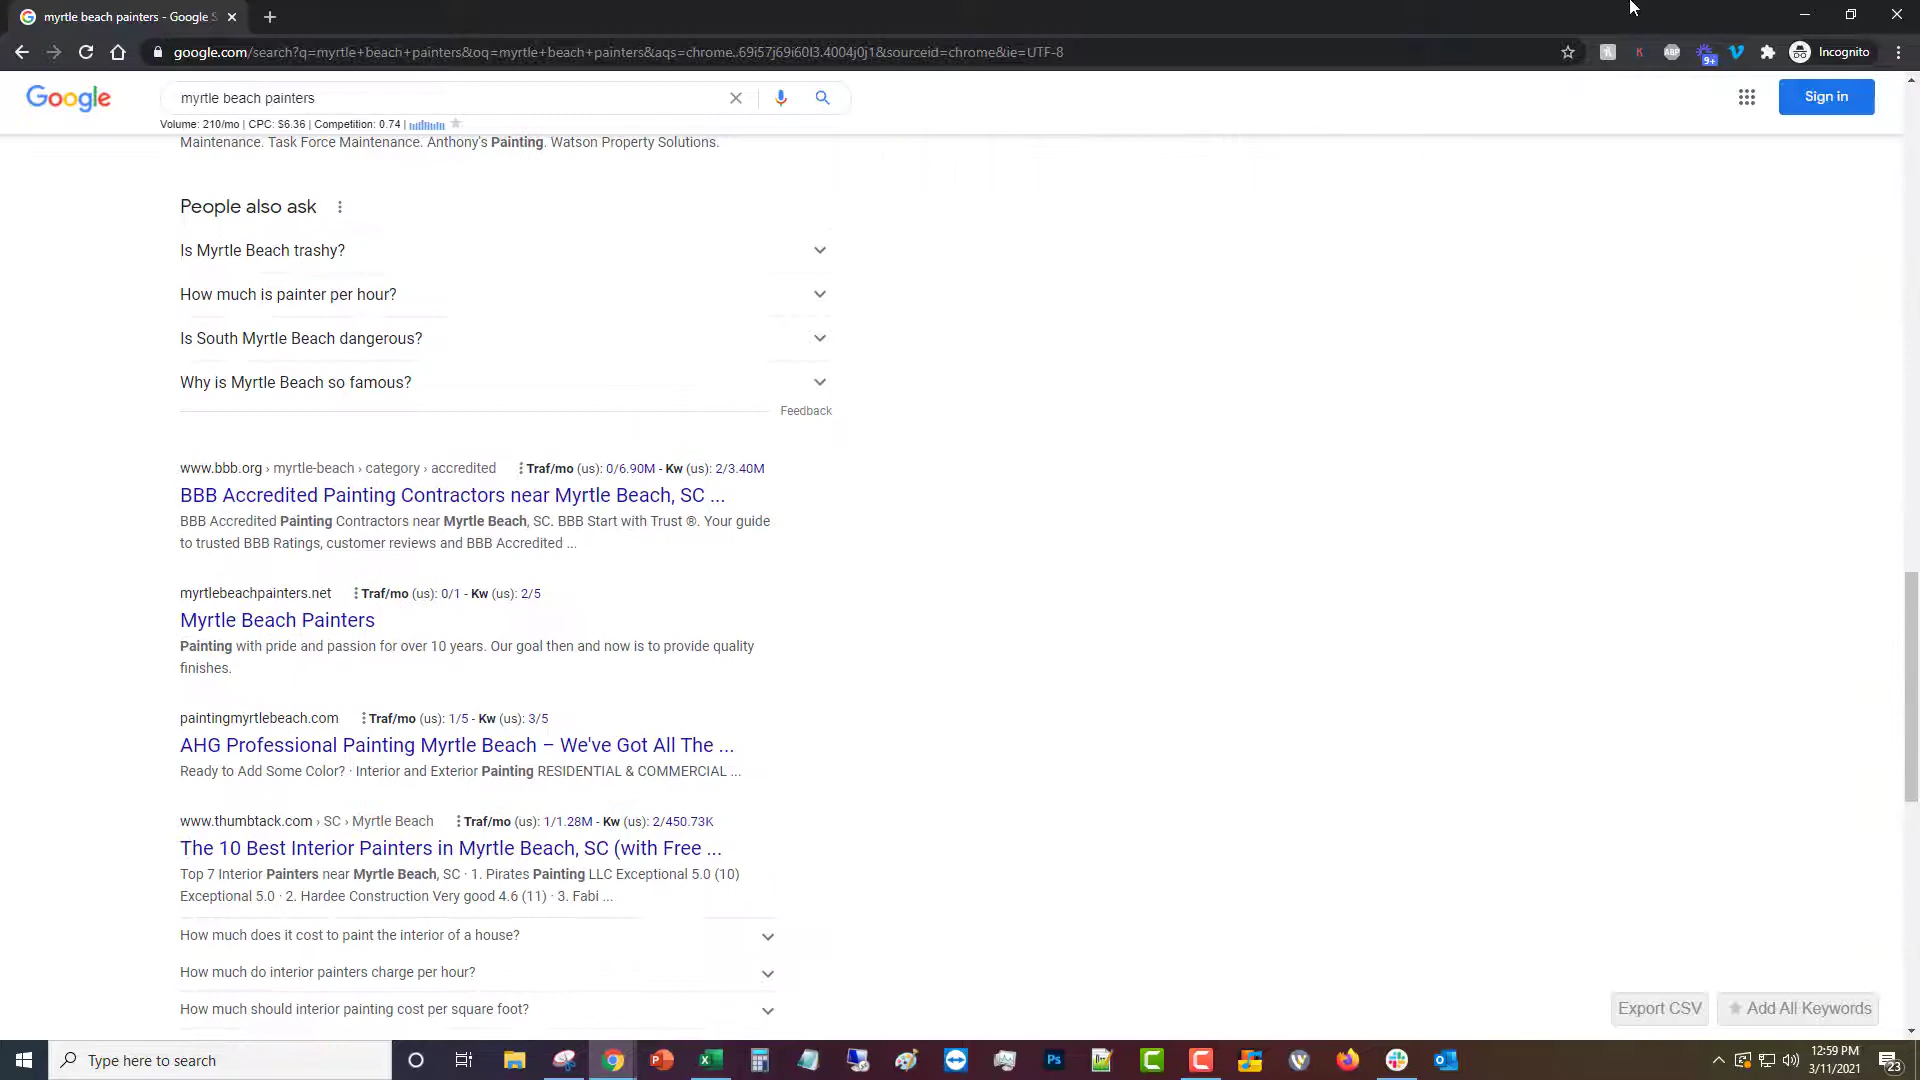 myrtle beach painters - Google S
google.com/search?q=myrtle+beach+painters&oq=myrtle+beach+painters&aqs=chrome..69i57j69i60l3.4004j0j1&sourceid=chrome&ie=UTF-8
K
ABP
9+
Incognito
Google
myrtle beach painters
Sign in
Volume: 210/mo | CPC: $6.36 | Competition: 0.74 |
Maintenance. Task Force Maintenance. Anthony's Painting. Watson Property Solutions.
People also ask
Is Myrtle Beach trashy?
How much is painter per hour?
Is South Myrtle Beach dangerous?
Why is Myrtle Beach so famous?
Feedback
www.bbb.org › myrtle-beach › category › accredited Traf/mo (us): 0/6.90M - Kw (us): 2/3.40M
BBB Accredited Painting Contractors near Myrtle Beach, SC ...
BBB Accredited Painting Contractors near Myrtle Beach, SC. BBB Start with Trust ®. Your guide
to trusted BBB Ratings, customer reviews and BBB Accredited ...
myrtlebeachpainters.net Traf/mo (us): 0/1 - Kw (us): 2/5
Myrtle Beach Painters
Painting with pride and passion for over 10 years. Our goal then and now is to provide quality
finishes.
paintingmyrtlebeach.com Traf/mo (us): 1/5 - Kw (us): 3/5
AHG Professional Painting Myrtle Beach – We've Got All The ...
Ready to Add Some Color? · Interior and Exterior Painting RESIDENTIAL & COMMERCIAL ...
www.thumbtack.com › SC › Myrtle Beach Traf/mo (us): 1/1.28M - Kw (us): 2/450.73K
The 10 Best Interior Painters in Myrtle Beach, SC (with Free ...
Top 7 Interior Painters near Myrtle Beach, SC · 1. Pirates Painting LLC Exceptional 5.0 (10)
Exceptional 5.0 · 2. Hardee Construction Very good 4.6 (11) · 3. Fabi ...
How much does it cost to paint the interior of a house?
How much do interior painters charge per hour?
How much should interior painting cost per square foot?
Export CSV
Add All Keywords
Type here to search
Ps
12:59 PM
3/11/2021
23